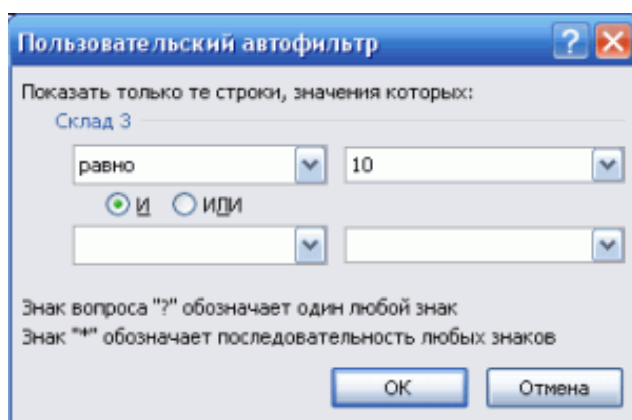 Пользовательский автофильтр
Показать только те строки, значения которых:
Склад 3
равно 10
И ИЛИ
Знак вопроса "?" обозначает один любой знак
Знак "*" обозначает последовательность любых знаков
ОК Отмена